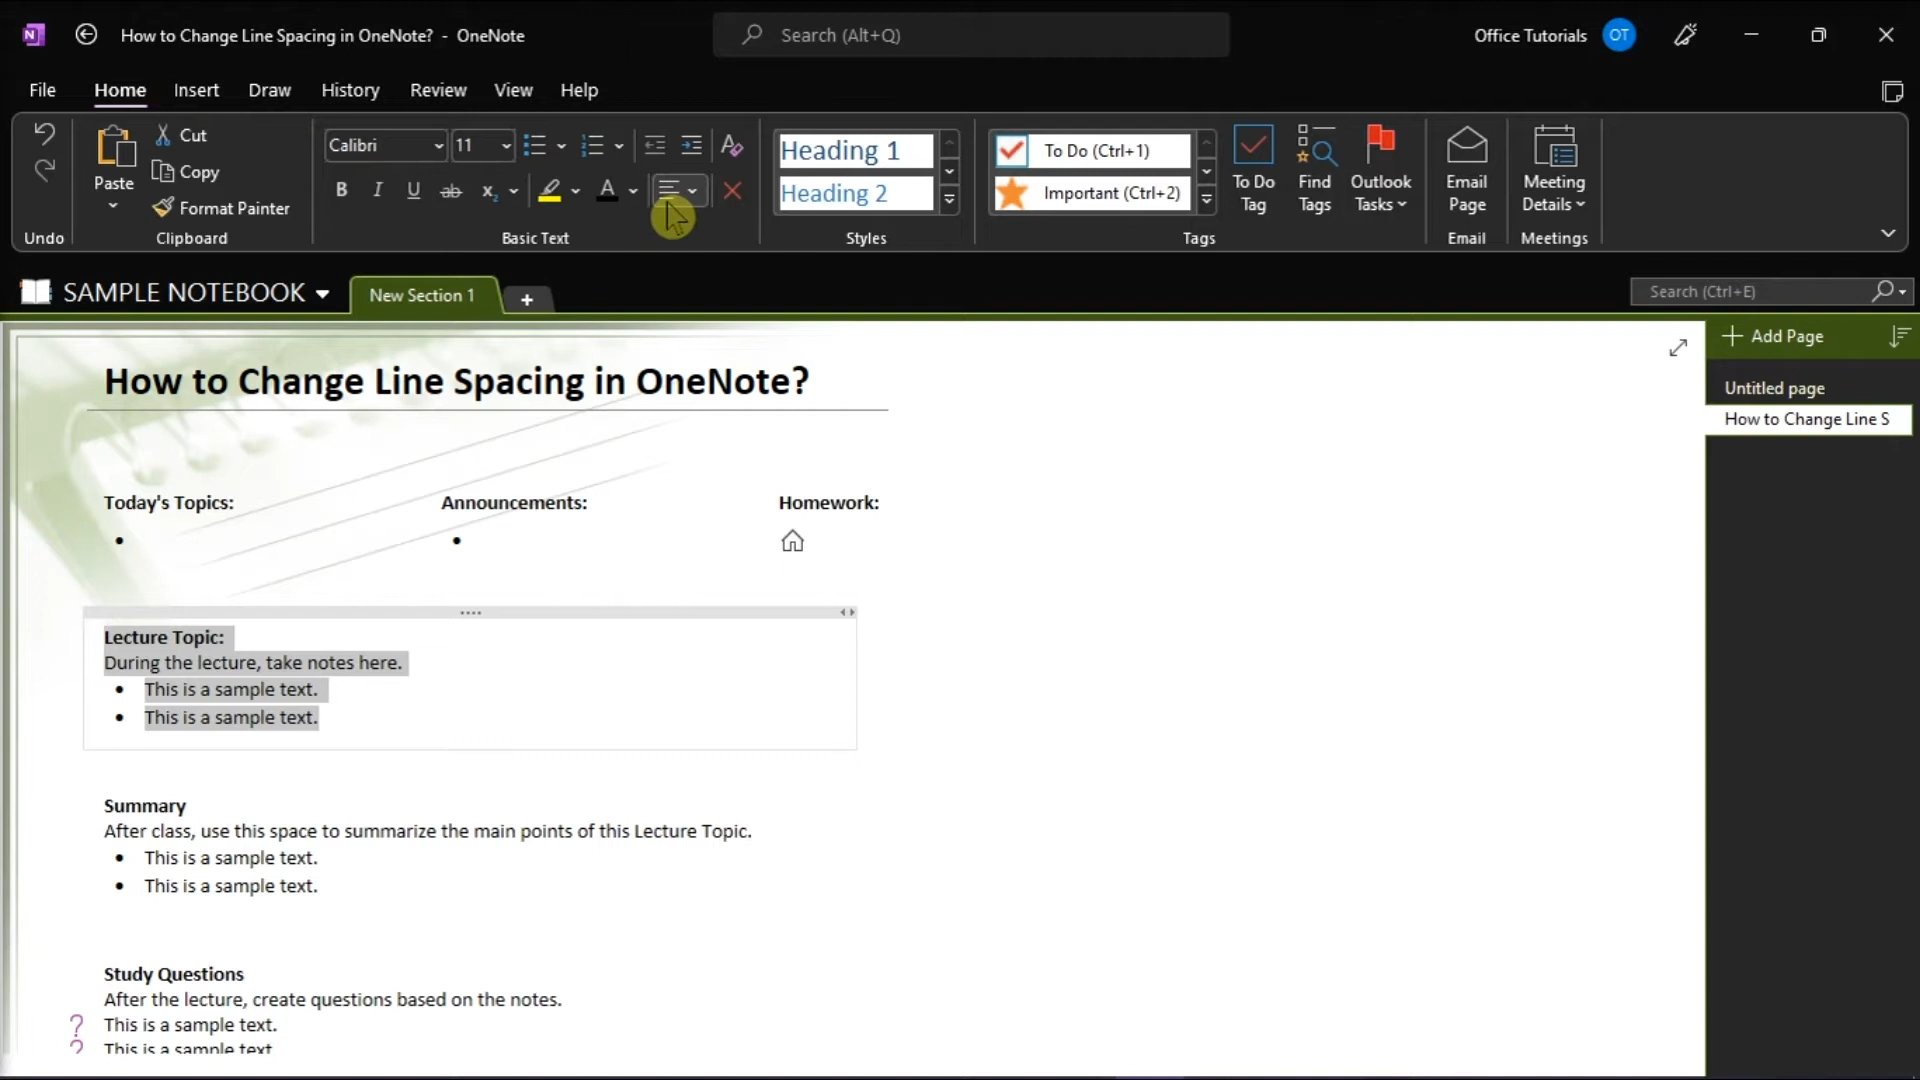 How to Change Line Spacing in OneNote? - OneNote
Search (Alt+Q)
Office Tutorials
OT
File
Home
Insert
Draw
History
Review
View
Help
Paste
Cut
Copy
Format Painter
Calibri
11
Heading 1
Heading 2
To Do (Ctrl+1)
Important (Ctrl+2)
To Do
Tag
Find
Tags
Outlook
Tasks
Email
Page
Meeting
Details
Undo
Clipboard
Basic Text
Styles
Tags
Email
Meetings
SAMPLE NOTEBOOK
New Section 1
Search (Ctrl+E)
Add Page
Untitled page
How to Change Line S
How to Change Line Spacing in OneNote?
Today's Topics:
Announcements:
Homework:
Lecture Topic:
During the lecture, take notes here.
• This is a sample text.
• This is a sample text.
Summary
After class, use this space to summarize the main points of this Lecture Topic.
• This is a sample text.
• This is a sample text.
Study Questions
After the lecture, create questions based on the notes.
? This is a sample text.
? This is a sample text